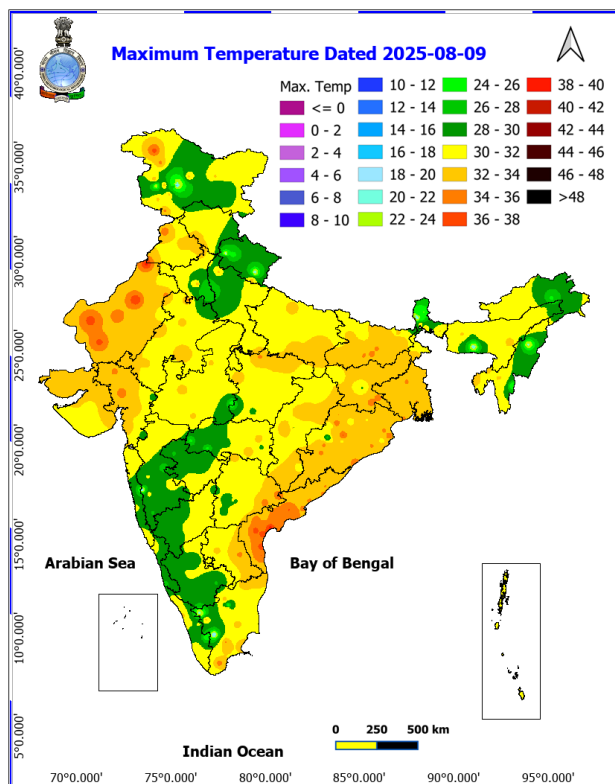 Maximum Temperature Dated 2025-08-09
Max. Temp
<= 0
0 - 2
2 - 4
4 - 6
6 - 8
8 - 10
10 - 12
12 - 14
14 - 16
16 - 18
18 - 20
20 - 22
22 - 24
24 - 26
26 - 28
28 - 30
30 - 32
32 - 34
34 - 36
36 - 38
38 - 40
40 - 42
42 - 44
44 - 46
46 - 48
>48
40°0.000'
35°0.000'
30°0.000'
25°0.000'
20°0.000'
15°0.000'
10°0.000'
5°0.000'
Arabian Sea
Bay of Bengal
0 250 500 km
Indian Ocean
70°0.000' 75°0.000' 80°0.000' 85°0.000' 90°0.000' 95°0.000'